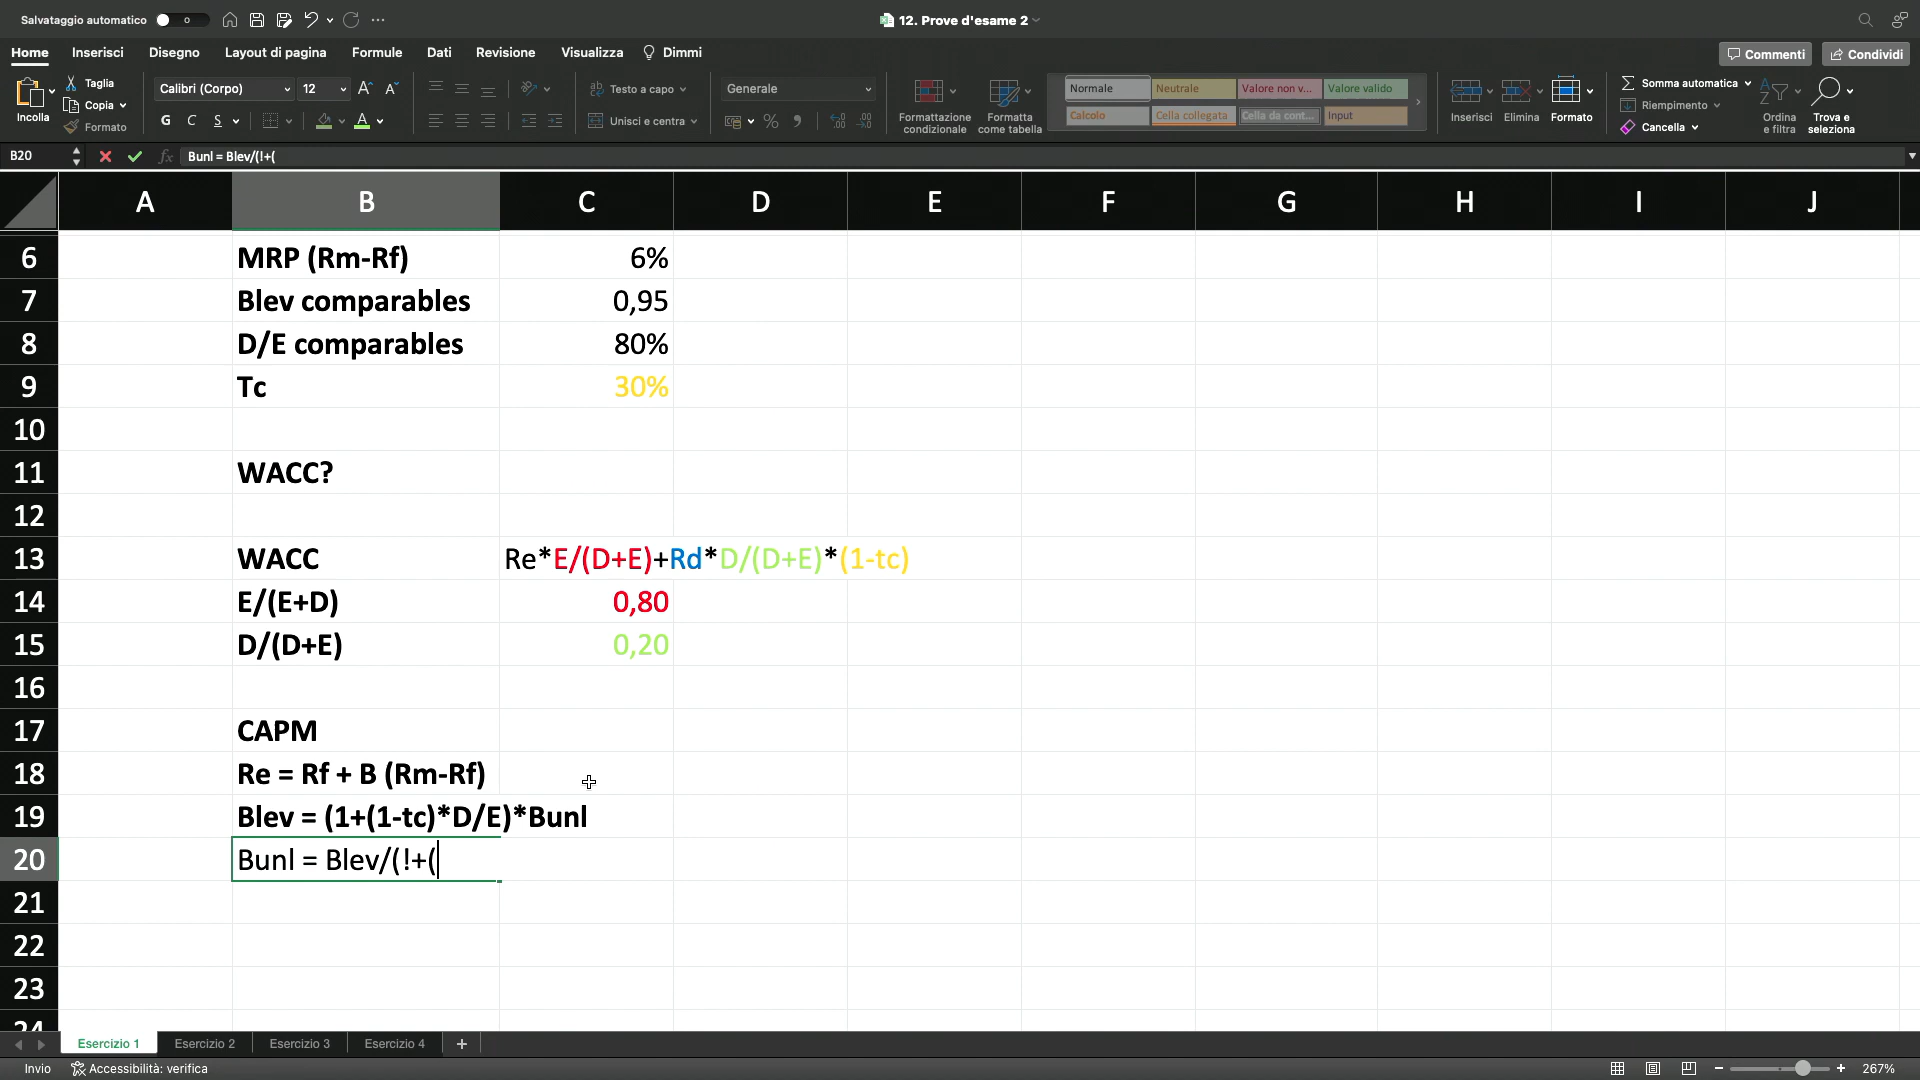 Salvataggio automatico
12. Prove d'esame 2
Home Inserisci Disegno Layout di pagina Formule Dati Revisione Visualizza Dimmi Commenti Condividi
Incolla
Taglia
Copia
Formato
Calibri (Corpo) 12
G C S
Testo a capo
Unisci e centra
Generale
Formattazione condizionale
Formatta come tabella
Normale Neutrale Valore non v... Valore valido
Calcolo Cella collegata Cella da cont... Input
Inserisci Elimina Formato
Somma automatica
Riempimento
Cancella
Ordina e filtra
Trova e seleziona
B20 fx Bunl = Blev/(!+(
A B C D E F G H I J
6 MRP (Rm-Rf) 6%
7 Blev comparables 0,95
8 D/E comparables 80%
9 Tc 30%
10
11 WACC?
12
13 WACC Re*E/(D+E)+Rd*D/(D+E)*(1-tc)
14 E/(E+D) 0,80
15 D/(D+E) 0,20
16
17 CAPM
18 Re = Rf + B (Rm-Rf)
19 Blev = (1+(1-tc)*D/E)*Bunl
20 Bunl = Blev/(!+(
21
22
23
24
Esercizio 1 Esercizio 2 Esercizio 3 Esercizio 4
Invio Accessibilità: verifica 267%